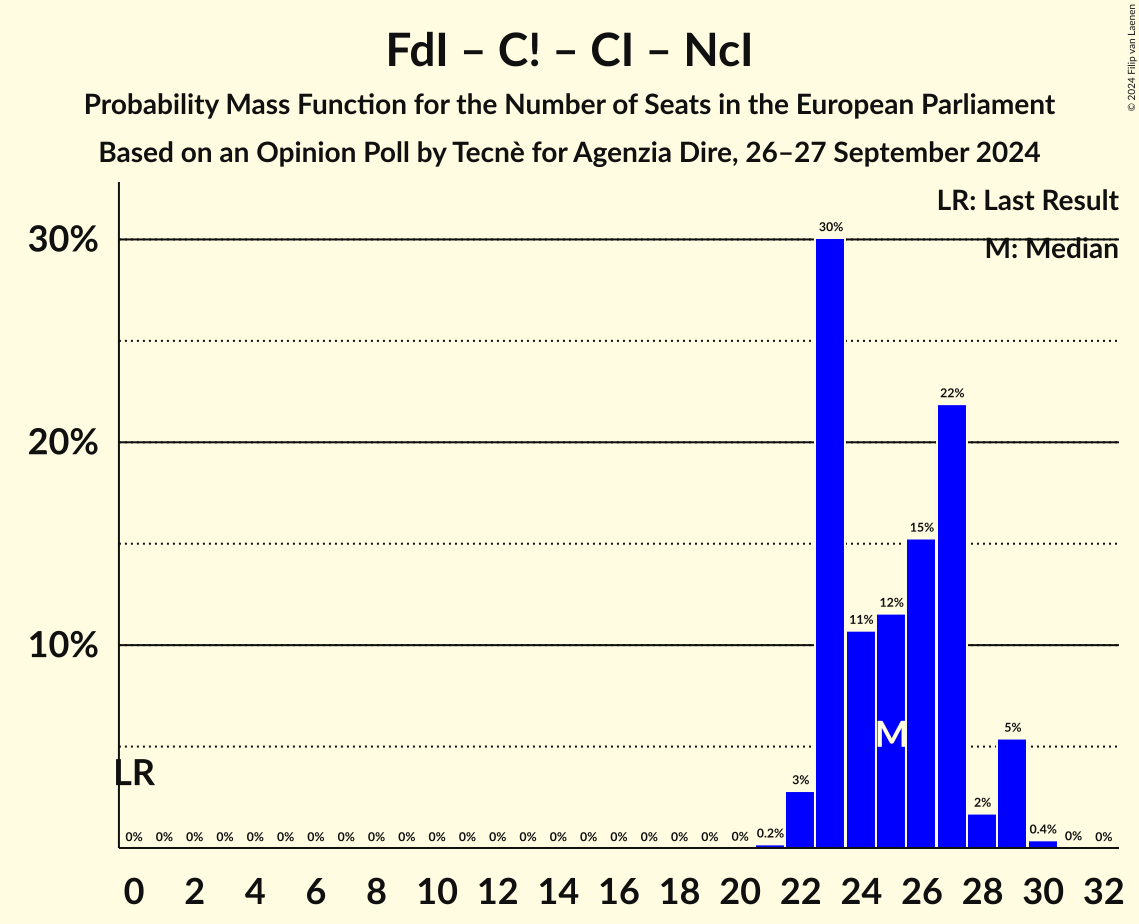 FdI – C! – CI – NcI
Probability Mass Function for the Number of Seats in the European Parliament
Based on an Opinion Poll by Tecnè for Agenzia Dire, 26–27 September 2024
© 2024 Filip van Laenen
LR: Last Result
M: Median
30%
20%
10%
30%
22%
15%
12%
11%
M
5%
LR
3%
2%
0% 0% 0% 0% 0% 0% 0% 0% 0% 0% 0% 0% 0% 0% 0% 0% 0% 0% 0% 0% 0% 0.2% 0.4% 0% 0%
0 2 4 6 8 10 12 14 16 18 20 22 24 26 28 30 32